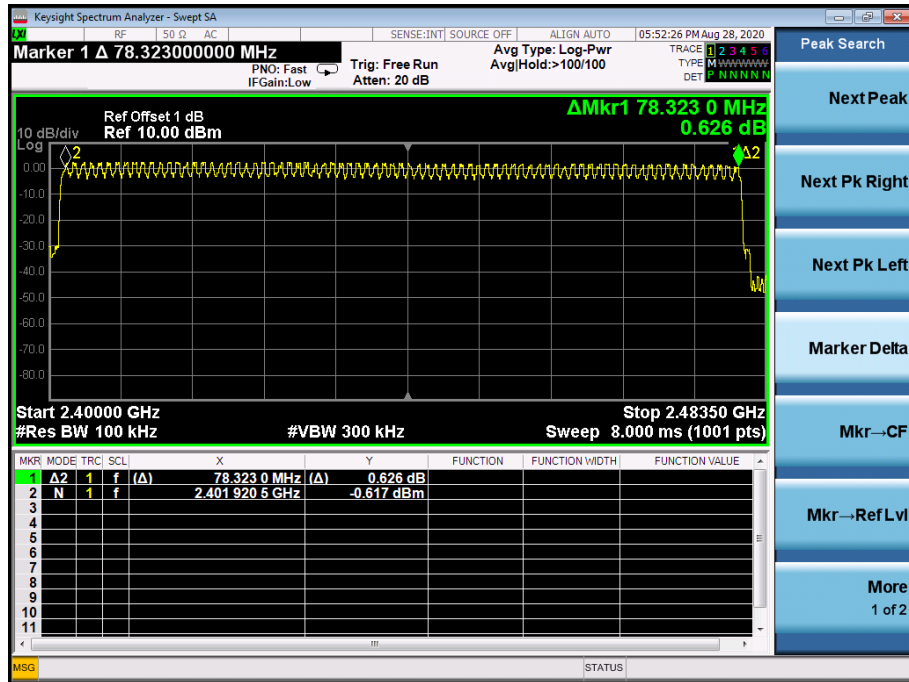 Keysight Spectrum Analyzer - Swept SA
LXI RF 50 Ω AC SENSE:INT SOURCE OFF ALIGN AUTO 05:52:26 PM Aug 28, 2020
Marker 1 Δ 78.323000000 MHz
PNO: Fast
IFGain:Low
Trig: Free Run
Atten: 20 dB
Avg Type: Log-Pwr
Avg|Hold:>100/100
TRACE 1 2 3 4 5 6
TYPE M WWWWW
DET P N N N N N
Peak Search
Next Peak
Next Pk Right
Next Pk Left
Marker Delta
Mkr→CF
Mkr→Ref Lvl
More
1 of 2
10 dB/div
Log
Ref Offset 1 dB
Ref 10.00 dBm
ΔMkr1 78.323 0 MHz
0.626 dB
2
1Δ2
0.00
-10.0
-20.0
-30.0
-40.0
-50.0
-60.0
-70.0
-80.0
Start 2.40000 GHz
Stop 2.48350 GHz
#Res BW 100 kHz
#VBW 300 kHz
Sweep 8.000 ms (1001 pts)
MKR MODE TRC SCL X Y FUNCTION FUNCTION WIDTH FUNCTION VALUE
1 Δ2 1 f (Δ) 78.323 0 MHz (Δ) 0.626 dB
2 N 1 f 2.401 920 5 GHz -0.617 dBm
3
4
5
6
7
8
9
10
11
MSG
STATUS